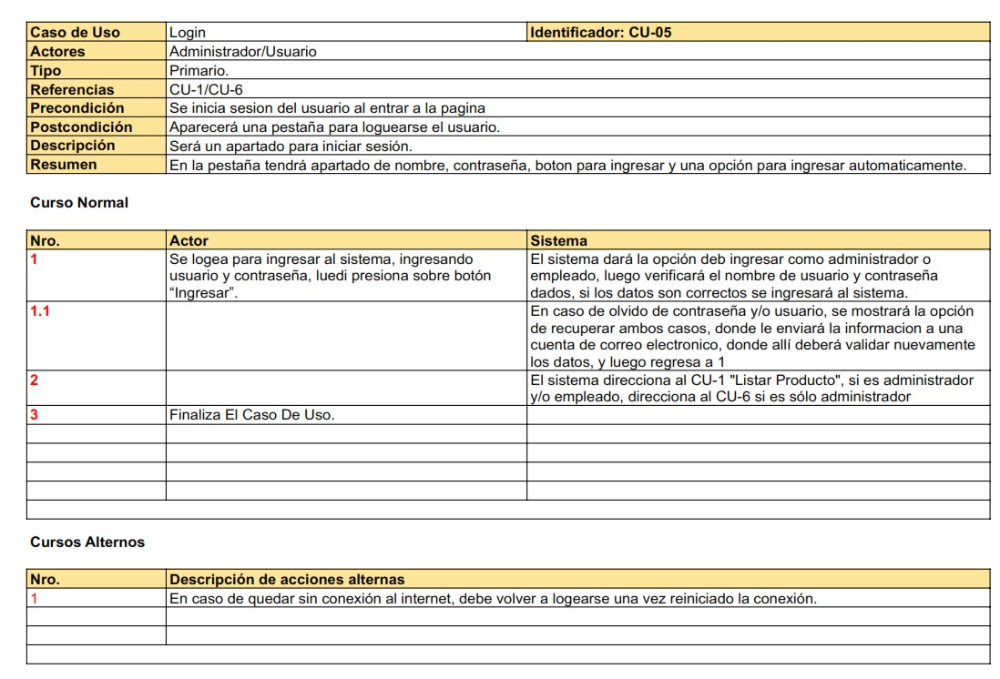 Caso de Uso Login Identificador: CU-05
Actores Administrador/Usuario
Tipo Primario.
Referencias CU-1/CU-6
Precondición Se inicia sesion del usuario al entrar a la pagina
Postcondición Aparecerá una pestaña para loguearse el usuario.
Descripción Será un apartado para iniciar sesión.
Resumen En la pestaña tendrá apartado de nombre, contraseña, boton para ingresar y una opción para ingresar automaticamente.
Curso Normal
Nro. Actor Sistema
1
Se logea para ingresar al sistema, ingresando
usuario y contraseña, luedi presiona sobre botón
“Ingresar”.
El sistema dará la opción deb ingresar como administrador o
empleado, luego verificará el nombre de usuario y contraseña
dados, si los datos son correctos se ingresará al sistema.
1.1
En caso de olvido de contraseña y/o usuario, se mostrará la opción
de recuperar ambos casos, donde le enviará la informacion a una
cuenta de correo electronico, donde allí deberá validar nuevamente
los datos, y luego regresa a 1
2
El sistema direcciona al CU-1 "Listar Producto", si es administrador
y/o empleado, direcciona al CU-6 si es sólo administrador
3 Finaliza El Caso De Uso.
Cursos Alternos
Nro. Descripción de acciones alternas
1 En caso de quedar sin conexión al internet, debe volver a logearse una vez reiniciado la conexión.